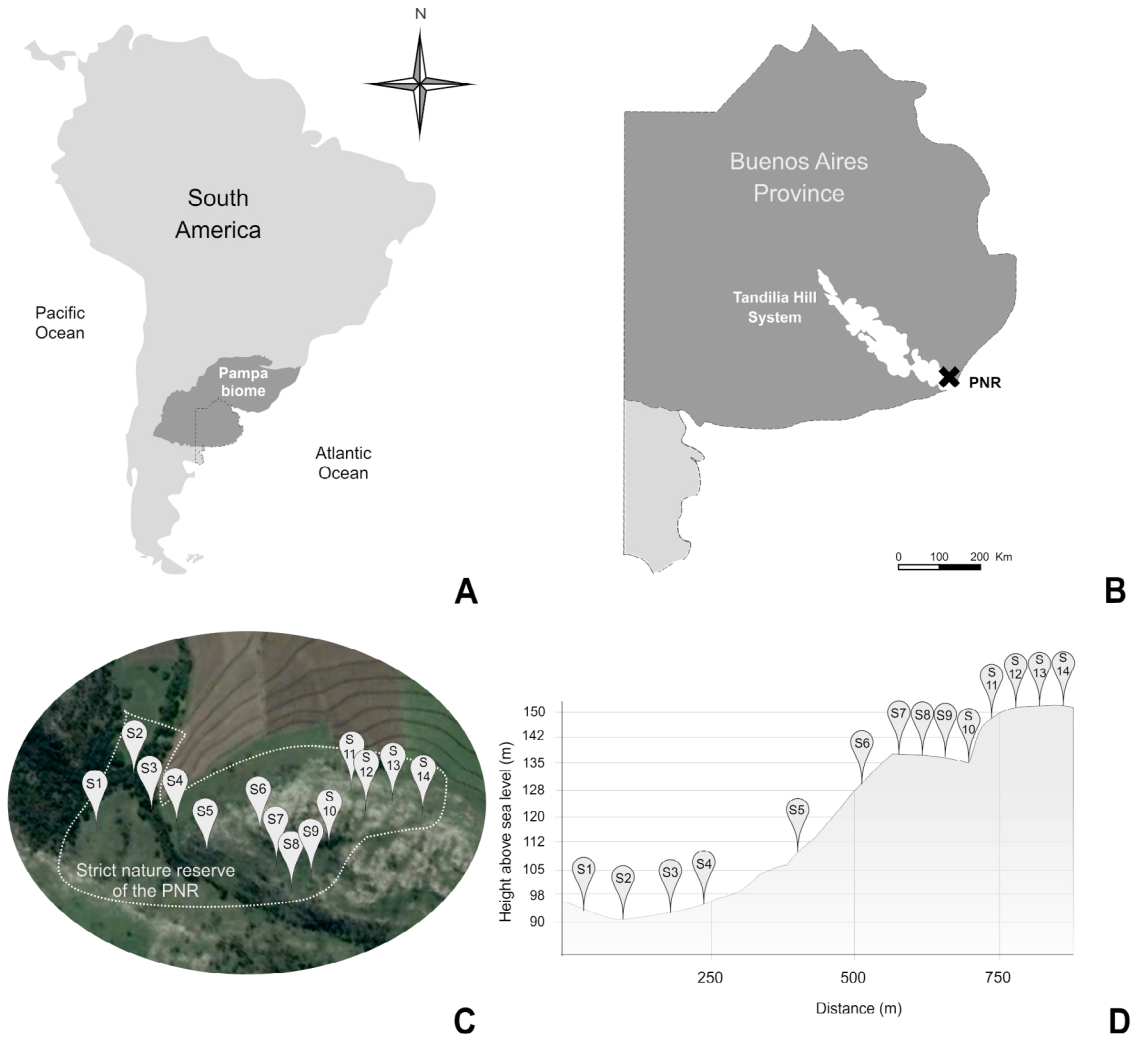 N
South
America
Pacific
Ocean
Pampa
biome
Atlantic
Ocean
A
Buenos Aires
Province
Tandilia Hill
System
PNR
0 100 200 Km
B
S1
S2
S3
S4
S5
S6
S7
S8
S9
S
10
S
11
S
12
S
13
S
14
Strict nature reserve
of the PNR
C
Height above sea level (m)
150
142
135
128
120
112
105
98
90
S1
S2
S3
S4
S5
S6
S7
S8
S9
S
10
S
11
S
12
S
13
S
14
250 500 750
Distance (m)
D